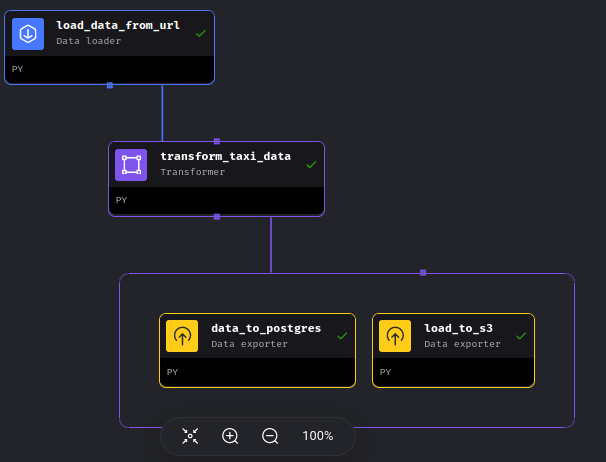 load_data_from_url
Data loader
PY
transform_taxi_data
Transformer
PY
data_to_postgres
Data exporter
PY
load_to_s3
Data exporter
PY
100%